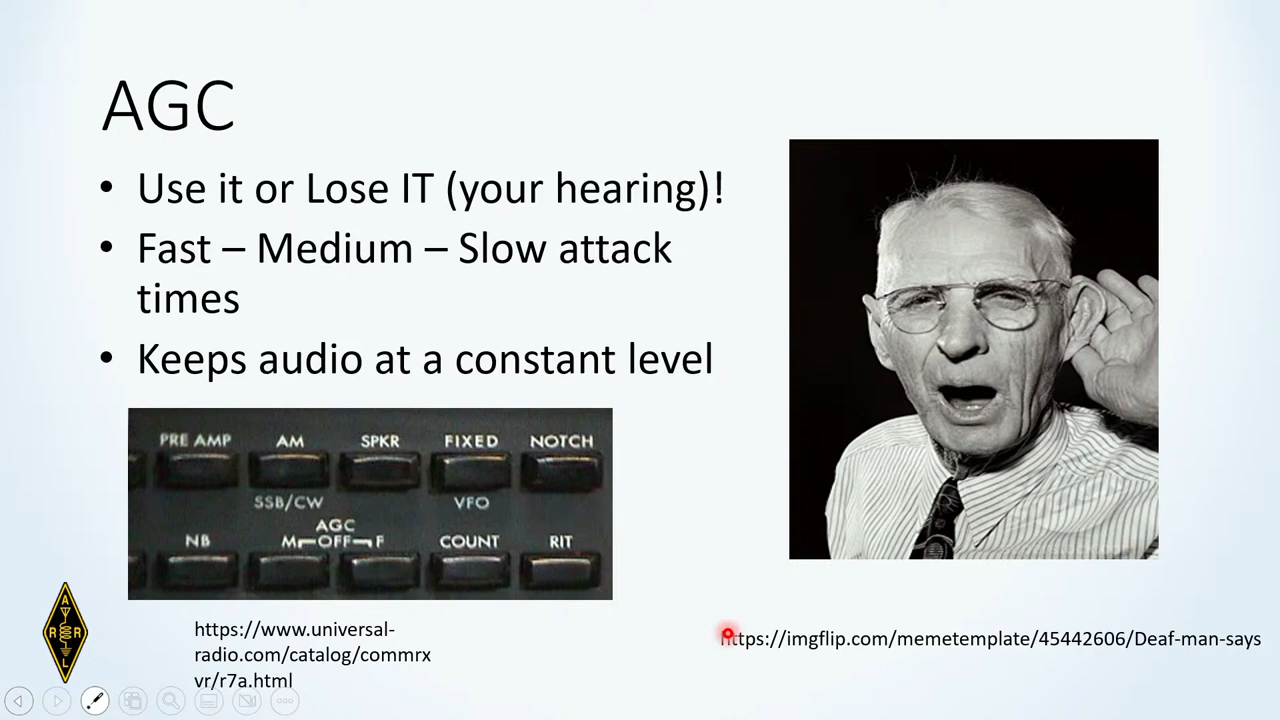 AGC
• Use it or Lose IT (your hearing)!
• Fast – Medium – Slow attack
times
• Keeps audio at a constant level
PRE AMP AM SPKR FIXED NOTCH
SSB/CW VFO
AGC
NB M OFF F COUNT RIT
A
R R
L
https://www.universal-
radio.com/catalog/commrx
vr/r7a.html
https://imgflip.com/memetemplate/45442606/Deaf-man-says